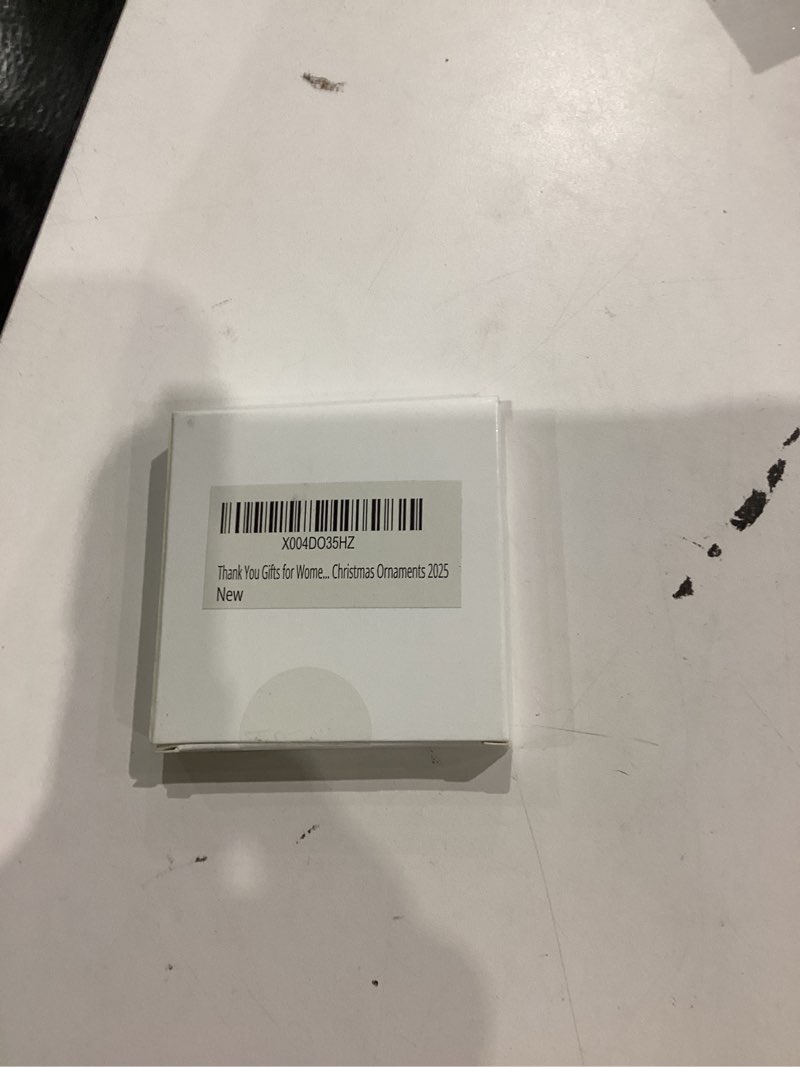 X004DO35HZ
Thank You Gifts for Wome... Christmas Ornaments 2025
New